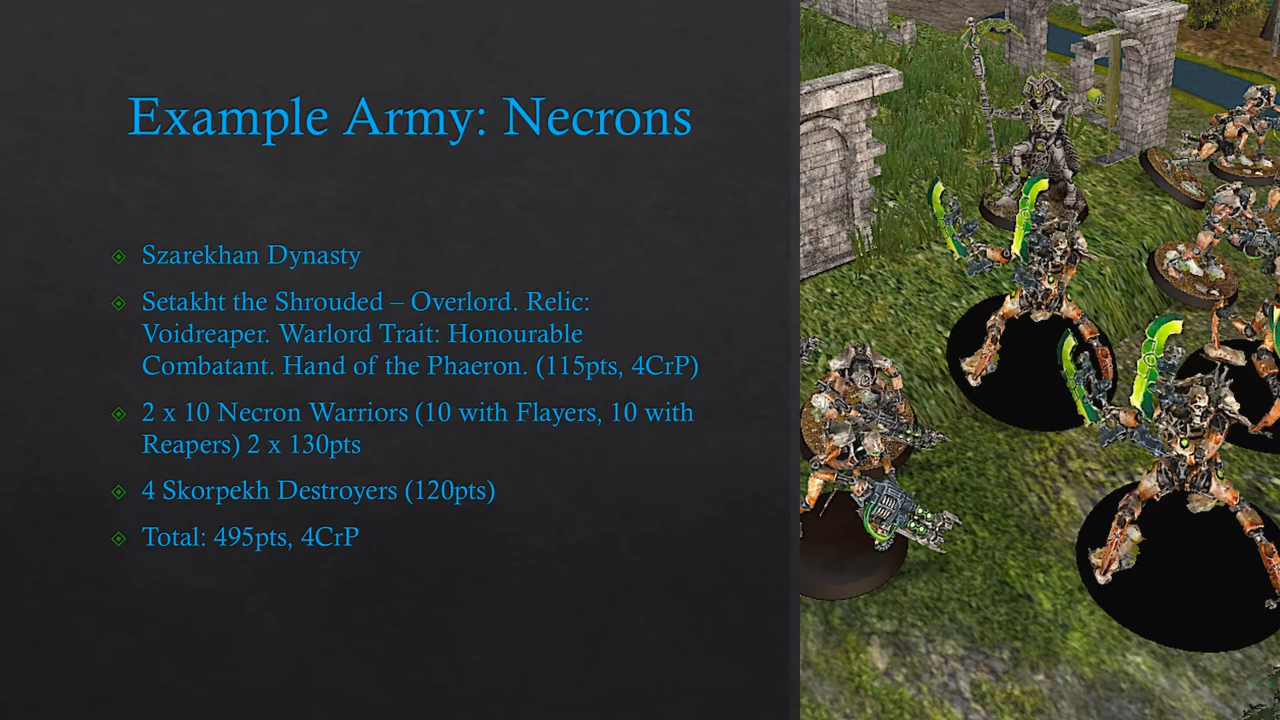 Example Army: Necrons
Szarekhan Dynasty
Setakht the Shrouded – Overlord. Relic:
Voidreaper. Warlord Trait: Honourable
Combatant. Hand of the Phaeron. (115pts, 4CrP)
2 x 10 Necron Warriors (10 with Flayers, 10 with
Reapers) 2 x 130pts
4 Skorpekh Destroyers (120pts)
Total: 495pts, 4CrP